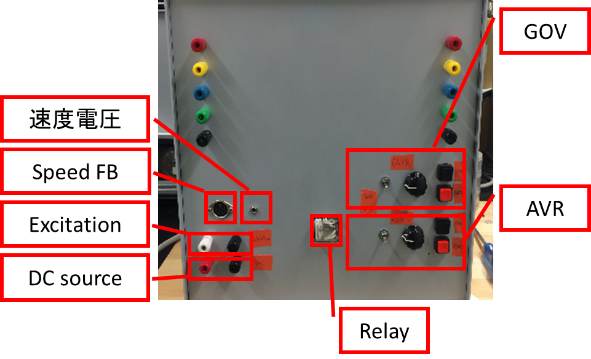 GOV
速度電圧
Speed FB
Excitation
AVR
DC source
Relay